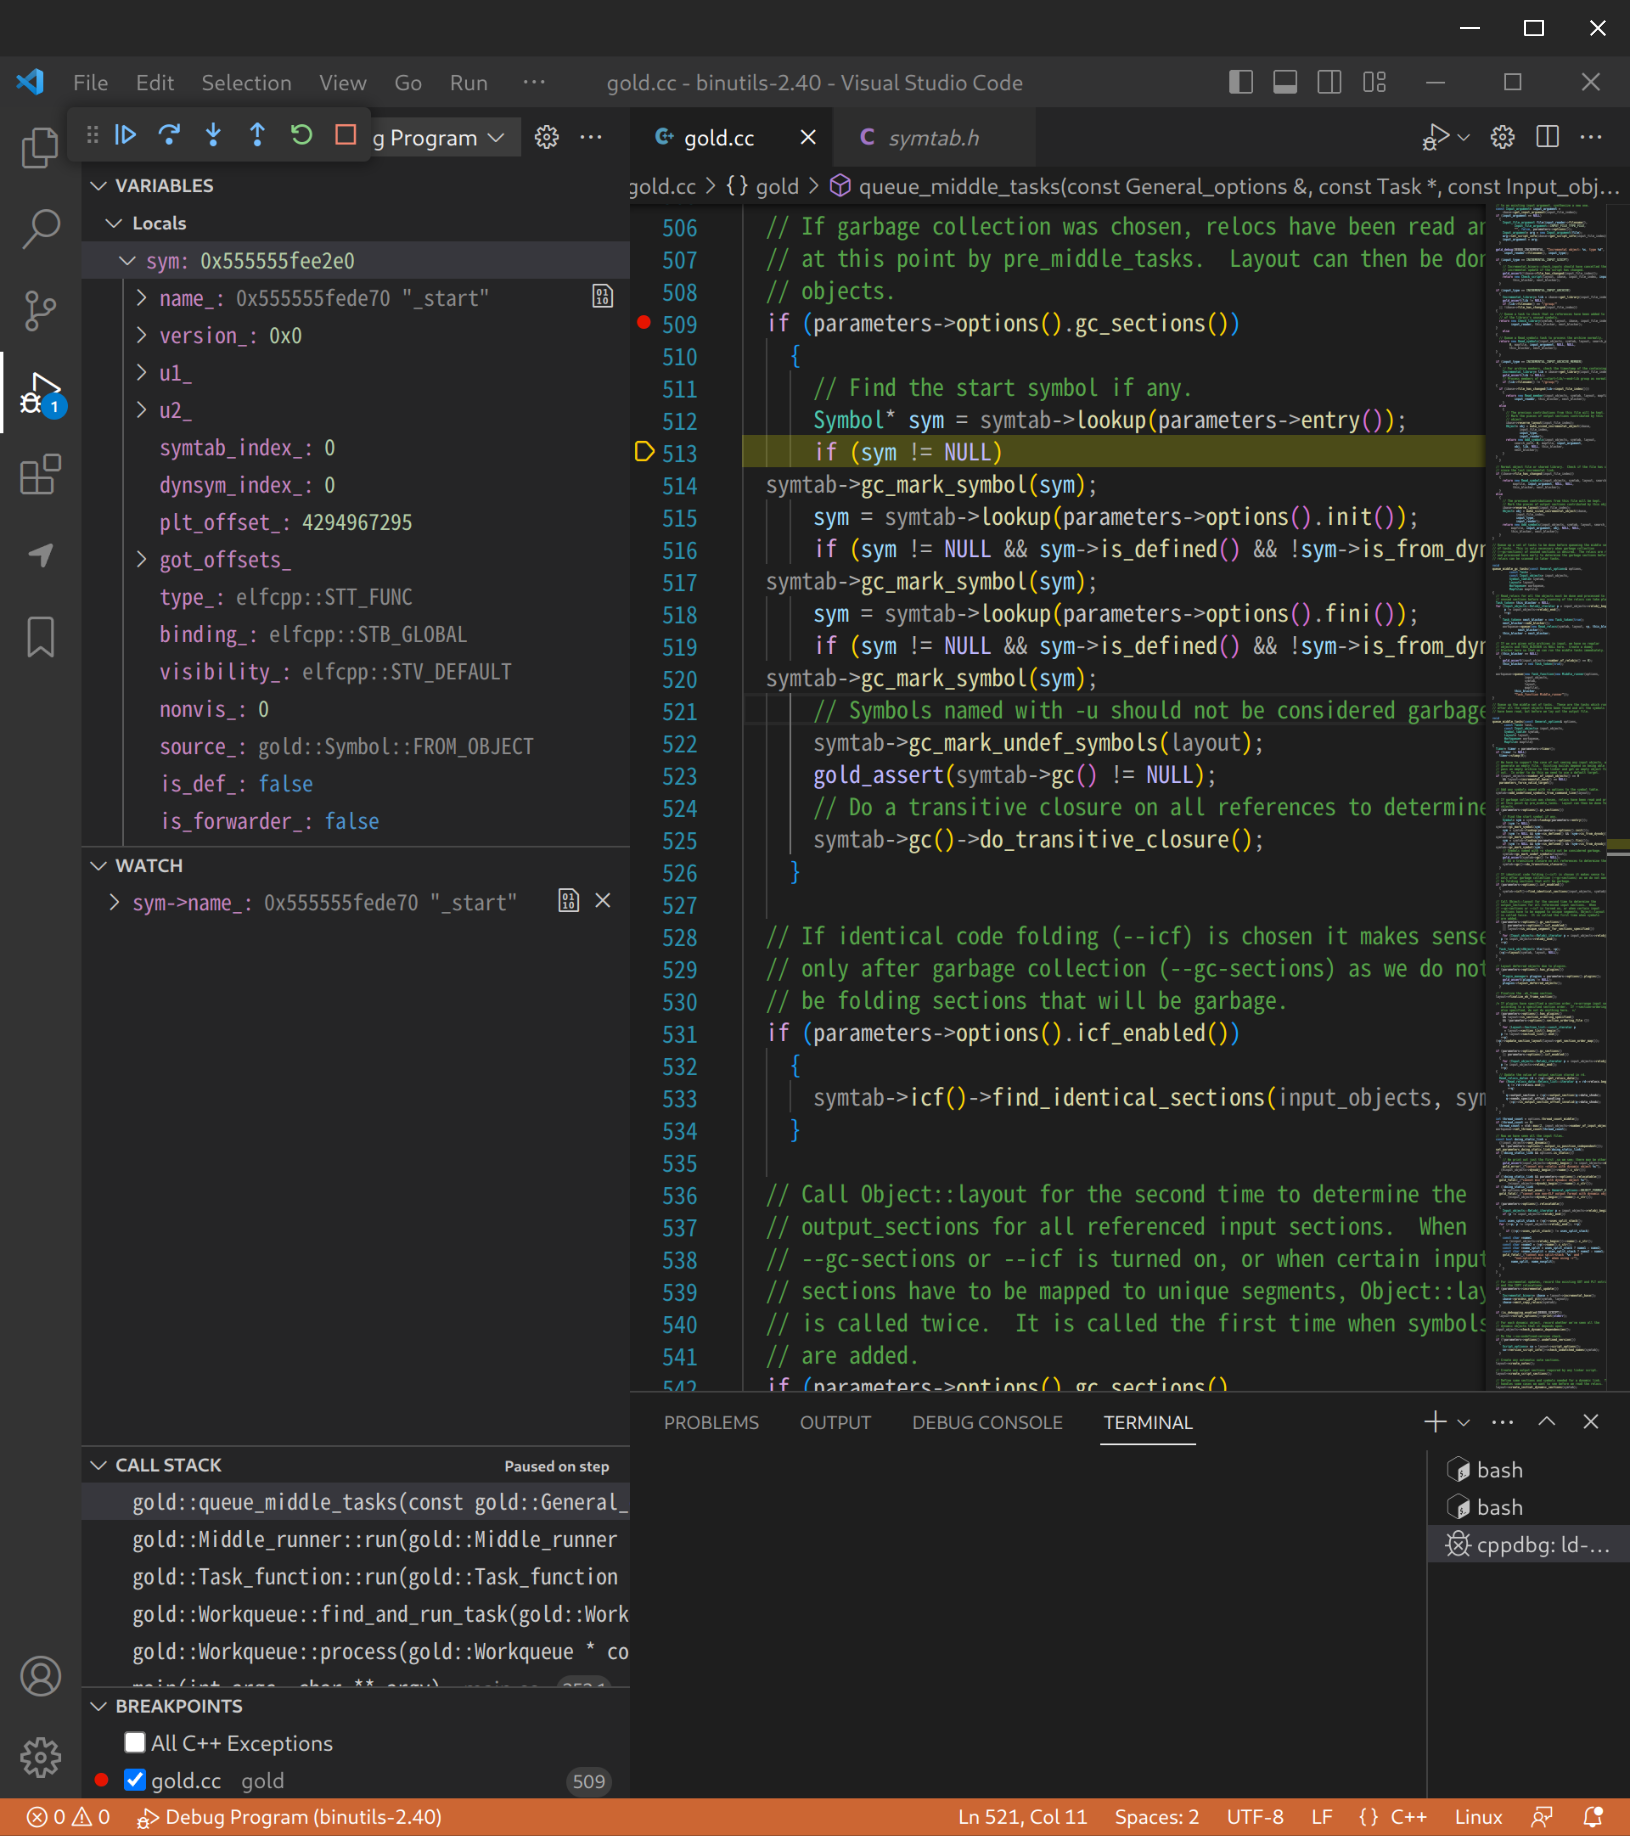 File Edit Selection View Go Run ··· gold.cc - binutils-2.40 - Visual Studio Code
g Program
VARIABLES
Locals
sym: 0x555555fee2e0
name_: 0x555555fede70 "_start"
version_: 0x0
u1_
u2_
symtab_index_: 0
dynsym_index_: 0
plt_offset_: 4294967295
got_offsets_
type_: elfcpp::STT_FUNC
binding_: elfcpp::STB_GLOBAL
visibility_: elfcpp::STV_DEFAULT
nonvis_: 0
source_: gold::Symbol::FROM_OBJECT
is_def_: false
is_forwarder_: false
WATCH
sym->name_: 0x555555fede70 "_start"
CALL STACK Paused on step
gold::queue_middle_tasks(const gold::General_
gold::Middle_runner::run(gold::Middle_runner
gold::Task_function::run(gold::Task_function
gold::Workqueue::find_and_run_task(gold::Work
gold::Workqueue::process(gold::Workqueue * co
BREAKPOINTS
All C++ Exceptions
gold.cc gold 509
1
gold.cc C symtab.h
gold.cc > {} gold > queue_middle_tasks(const General_options &, const Task *, const Input_obj...
506 // If garbage collection was chosen, relocs have been read an
507 // at this point by pre_middle_tasks.  Layout can then be don
508 // objects.
509 if (parameters->options().gc_sections())
510 {
511 // Find the start symbol if any.
512 Symbol* sym = symtab->lookup(parameters->entry());
513 if (sym != NULL)
514 symtab->gc_mark_symbol(sym);
515 sym = symtab->lookup(parameters->options().init());
516 if (sym != NULL && sym->is_defined() && !sym->is_from_dyn
517 symtab->gc_mark_symbol(sym);
518 sym = symtab->lookup(parameters->options().fini());
519 if (sym != NULL && sym->is_defined() && !sym->is_from_dyn
520 symtab->gc_mark_symbol(sym);
521 // Symbols named with -u should not be considered garbage
522 symtab->gc_mark_undef_symbols(layout);
523 gold_assert(symtab->gc() != NULL);
524 // Do a transitive closure on all references to determine
525 symtab->gc()->do_transitive_closure();
526 }
527
528 // If identical code folding (--icf) is chosen it makes sense
529 // only after garbage collection (--gc-sections) as we do not
530 // be folding sections that will be garbage.
531 if (parameters->options().icf_enabled())
532 {
533 symtab->icf()->find_identical_sections(input_objects, sym
534 }
535
536 // Call Object::layout for the second time to determine the
537 // output_sections for all referenced input sections.  When
538 // --gc-sections or --icf is turned on, or when certain input
539 // sections have to be mapped to unique segments, Object::lay
540 // is called twice.  It is called the first time when symbols
541 // are added.
542 if (parameters->options().gc_sections()
PROBLEMS OUTPUT DEBUG CONSOLE TERMINAL
bash
bash
cppdbg: ld-...
0 0 Debug Program (binutils-2.40) Ln 521, Col 11 Spaces: 2 UTF-8 LF {} C++ Linux